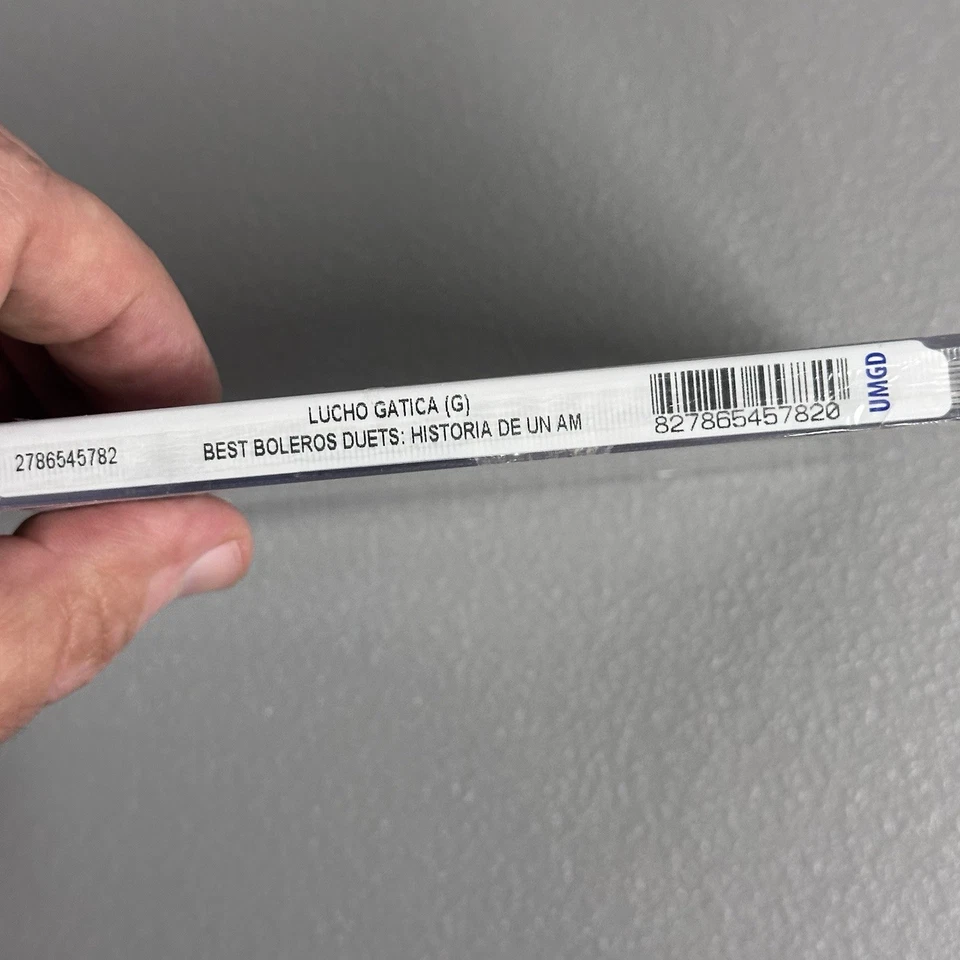 LUCHO GATICA (G)
2786545782 BEST BOLEROS DUETS: HISTORIA DE UN AM
827865457820
UMGD